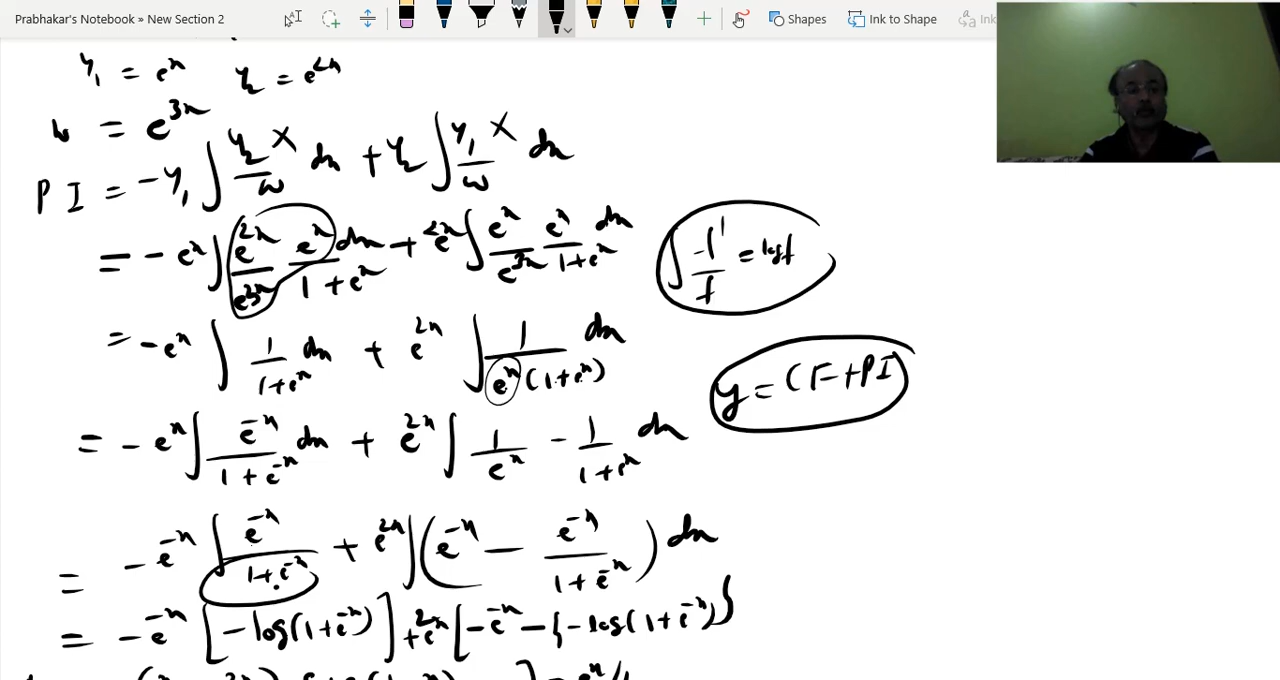 Prabhakar's Notebook » New Section 2
Shapes
Ink to Shape
Ink
y₁ = eˣ y₂ = e²ˣ
ω = e³ˣ
PI = -y₁ ∫ y₂X/ω dx + y₂ ∫ y₁X/ω dx
= -eˣ ∫ e²ˣ/e³ˣ eˣ/1+eˣ dx + e²ˣ ∫ eˣ/e³ˣ eˣ/1+eˣ dx
∫ f'/f = log f
= -eˣ ∫ 1/1+eˣ dx + e²ˣ ∫ 1/eˣ(1+eˣ) dx
y = CF+PI
= -eˣ ∫ e⁻ˣ/1+e⁻ˣ dx + e²ˣ ∫ 1/eˣ - 1/1+eˣ dx
= -e⁻ˣ ∫ e⁻ˣ/1+e⁻ˣ + e²ˣ ∫ (e⁻ˣ - e⁻ˣ/1+e⁻ˣ) dx
= -e⁻ˣ [-log(1+e⁻ˣ)] + e²ˣ [-e⁻ˣ - {-log(1+e⁻ˣ)}